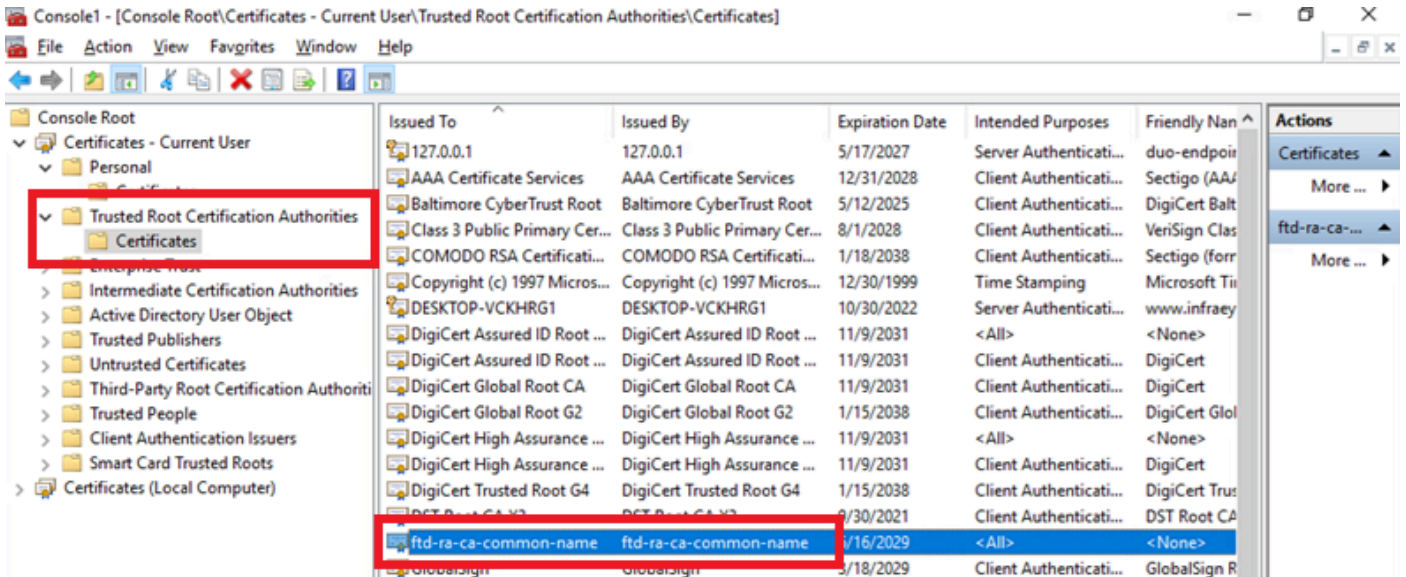 Console1 - [Console Root\Certificates - Current User\Trusted Root Certification Authorities\Certificates]
File Action View Favorites Window Help
Console Root
Certificates - Current User
Personal
Trusted Root Certification Authorities
Certificates
Enterprise Trust
Intermediate Certification Authorities
Active Directory User Object
Trusted Publishers
Untrusted Certificates
Third-Party Root Certification Authoriti
Trusted People
Client Authentication Issuers
Smart Card Trusted Roots
Certificates (Local Computer)
Issued To Issued By Expiration Date Intended Purposes Friendly Nan
127.0.0.1 127.0.0.1 5/17/2027 Server Authenticati... duo-endpoin
AAA Certificate Services AAA Certificate Services 12/31/2028 Client Authenticati... Sectigo (AAA
Baltimore CyberTrust Root Baltimore CyberTrust Root 5/12/2025 Client Authenticati... DigiCert Balt
Class 3 Public Primary Cer... Class 3 Public Primary Cer... 8/1/2028 Client Authenticati... VeriSign Clas
COMODO RSA Certificati... COMODO RSA Certificati... 1/18/2038 Client Authenticati... Sectigo (forr
Copyright (c) 1997 Micros... Copyright (c) 1997 Micros... 12/30/1999 Time Stamping Microsoft Ti
DESKTOP-VCKHRG1 DESKTOP-VCKHRG1 10/30/2022 Server Authenticati... www.infraey
DigiCert Assured ID Root ... DigiCert Assured ID Root ... 11/9/2031 <All> <None>
DigiCert Assured ID Root ... DigiCert Assured ID Root ... 11/9/2031 Client Authenticati... DigiCert
DigiCert Global Root CA DigiCert Global Root CA 11/9/2031 Client Authenticati... DigiCert
DigiCert Global Root G2 DigiCert Global Root G2 1/15/2038 Client Authenticati... DigiCert Glol
DigiCert High Assurance ... DigiCert High Assurance ... 11/9/2031 <All> <None>
DigiCert High Assurance ... DigiCert High Assurance ... 11/9/2031 Client Authenticati... DigiCert
DigiCert Trusted Root G4 DigiCert Trusted Root G4 1/15/2038 Client Authenticati... DigiCert Trus
DST Root CA X3 DST Root CA X3 9/30/2021 Client Authenticati... DST Root CA
ftd-ra-ca-common-name ftd-ra-ca-common-name /16/2029 <All> <None>
GlobalSign GlobalSign 3/18/2029 Client Authenticati... GlobalSign R
Actions
Certificates
More ...
ftd-ra-ca-...
More ...